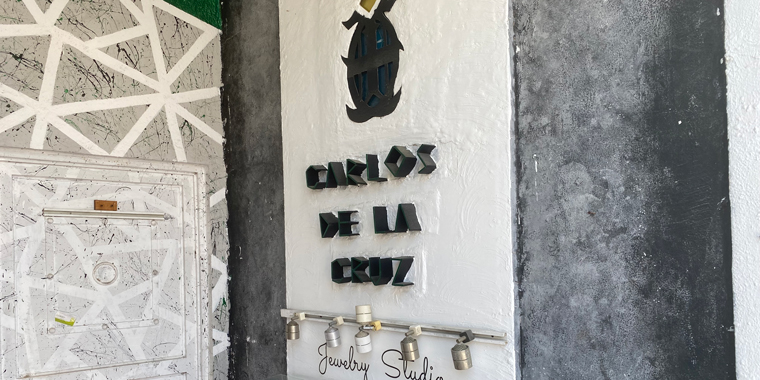 CARLOS
DE LA
CRUZ
Jewelry Studio